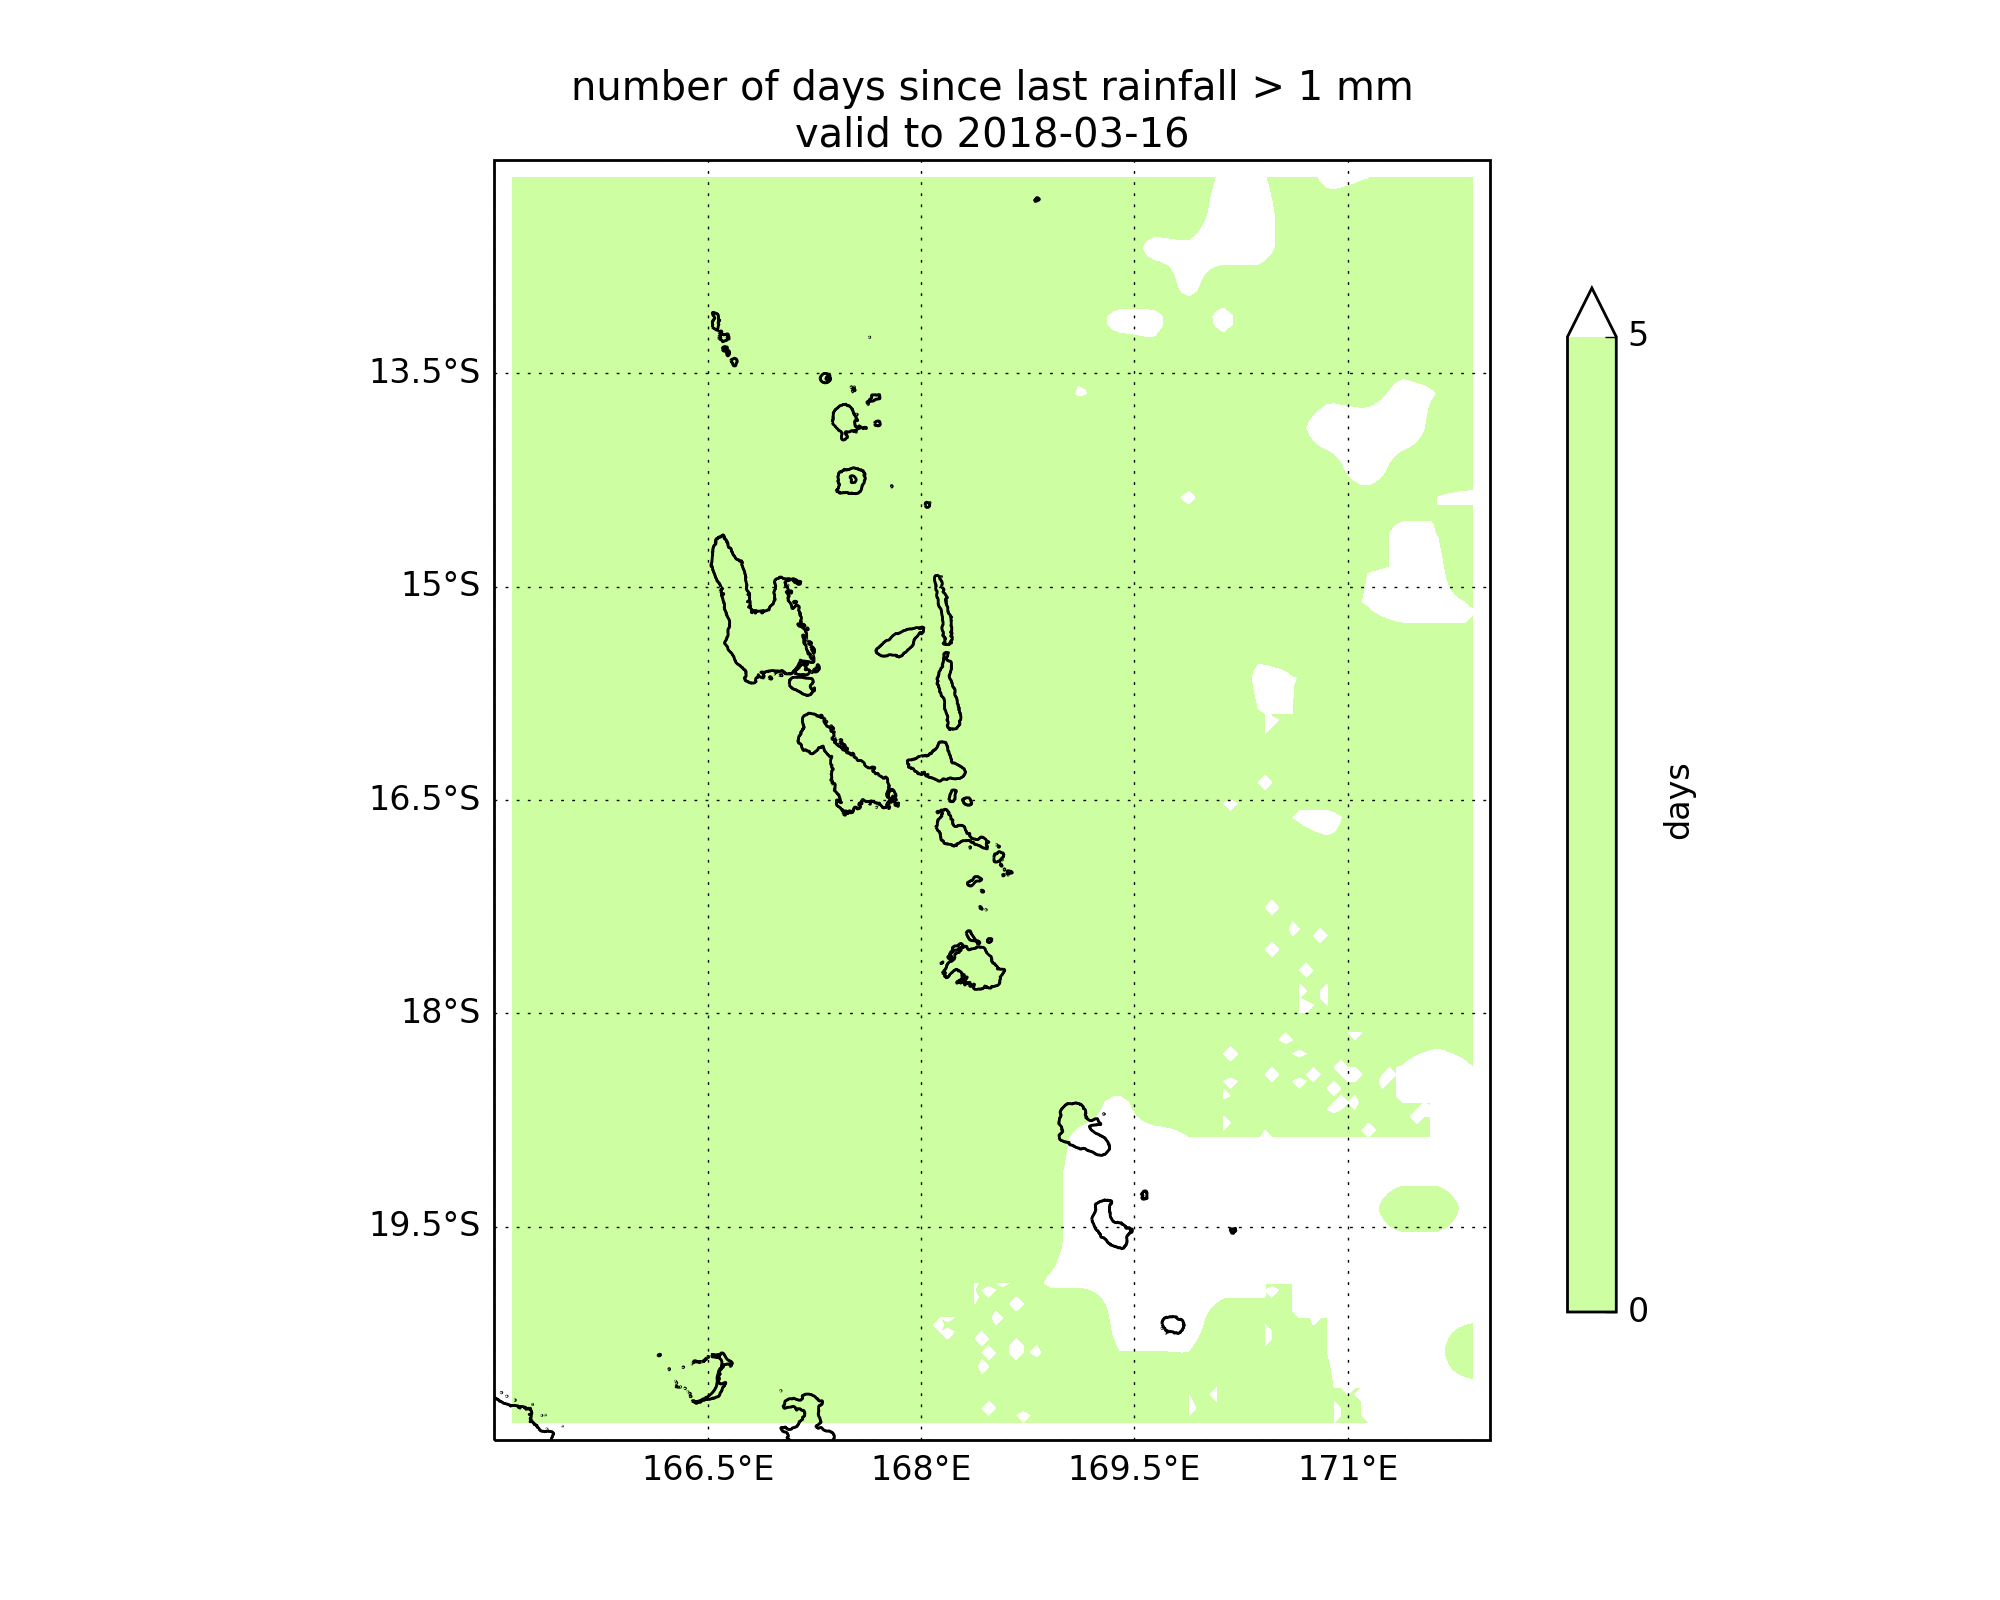 number of days since last rainfall > 1 mm
valid to 2018-03-16
13.5°S
15°S
16.5°S
18°S
19.5°S
166.5°E
168°E
169.5°E
171°E
5
0
days